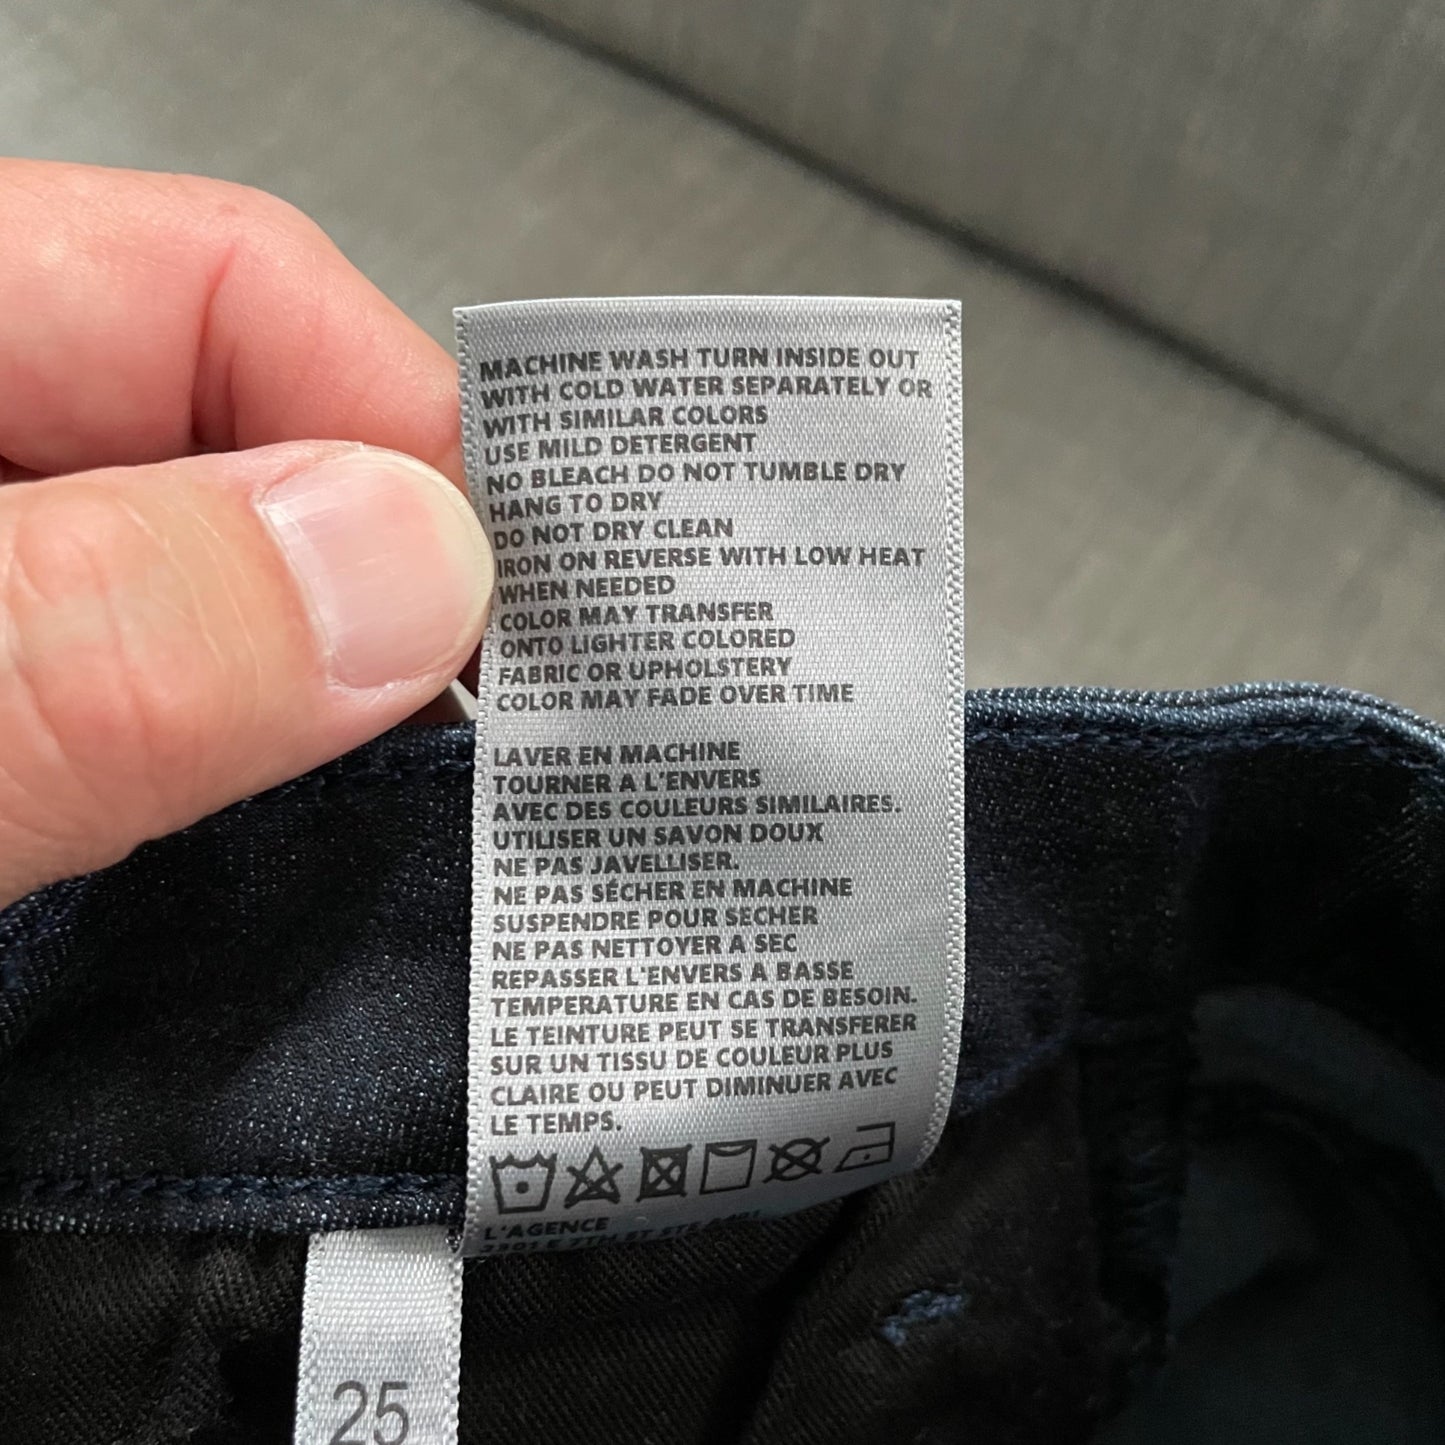 MACHINE WASH TURN INSIDE OUT
WITH COLD WATER SEPARATELY OR
WITH SIMILAR COLORS
USE MILD DETERGENT
NO BLEACH DO NOT TUMBLE DRY
HANG TO DRY
DO NOT DRY CLEAN
IRON ON REVERSE WITH LOW HEAT
WHEN NEEDED
COLOR MAY TRANSFER
ONTO LIGHTER COLORED
FABRIC OR UPHOLSTERY
COLOR MAY FADE OVER TIME
LAVER EN MACHINE
TOURNER A L'ENVERS
AVEC DES COULEURS SIMILAIRES.
UTILISER UN SAVON DOUX
NE PAS JAVELLISER.
NE PAS SÉCHER EN MACHINE
SUSPENDRE POUR SECHER
NE PAS NETTOYER A SEC
REPASSER L'ENVERS A BASSE
TEMPERATURE EN CAS DE BESOIN.
LE TEINTURE PEUT SE TRANSFERER
SUR UN TISSU DE COULEUR PLUS
CLAIRE OU PEUT DIMINUER AVEC
LE TEMPS.
L'AGENCE
2301 E 7TH ST STE A401
25